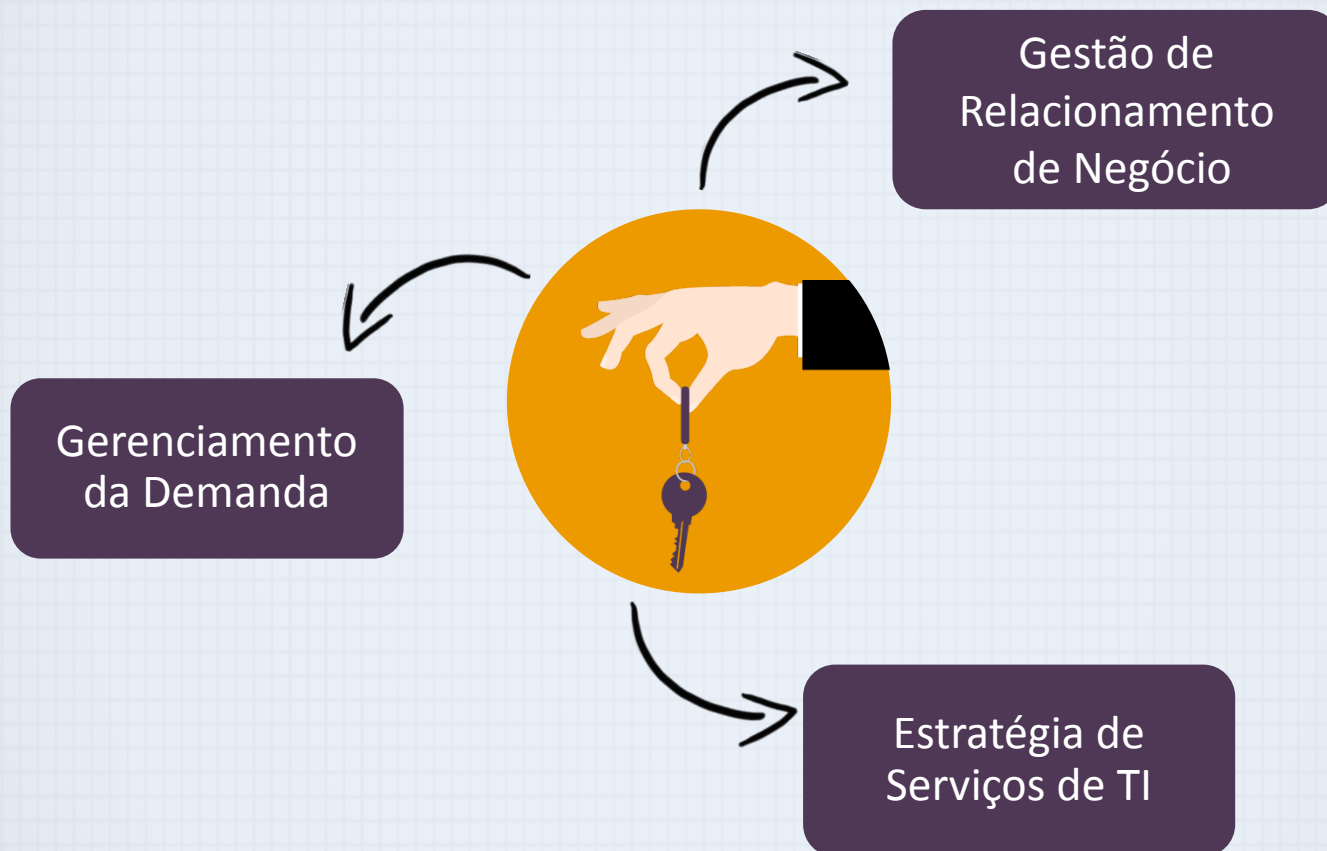 Gestão de
Relacionamento
de Negócio
Gerenciamento
da Demanda
Estratégia de
Serviços de TI